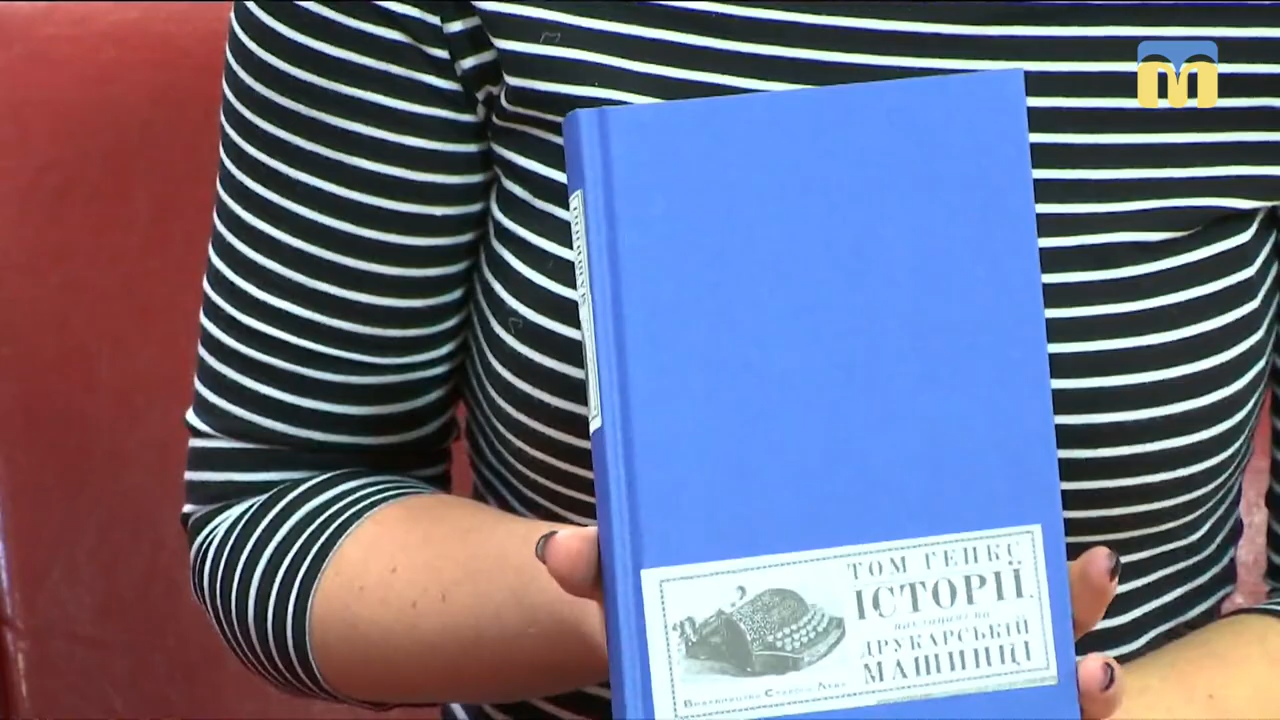 ТОМ ГЕНКС
ІСТОРІЇ,
ДРУКАРСЬКІЙ
МАШИНЦІ
Видавництво Старого Лева